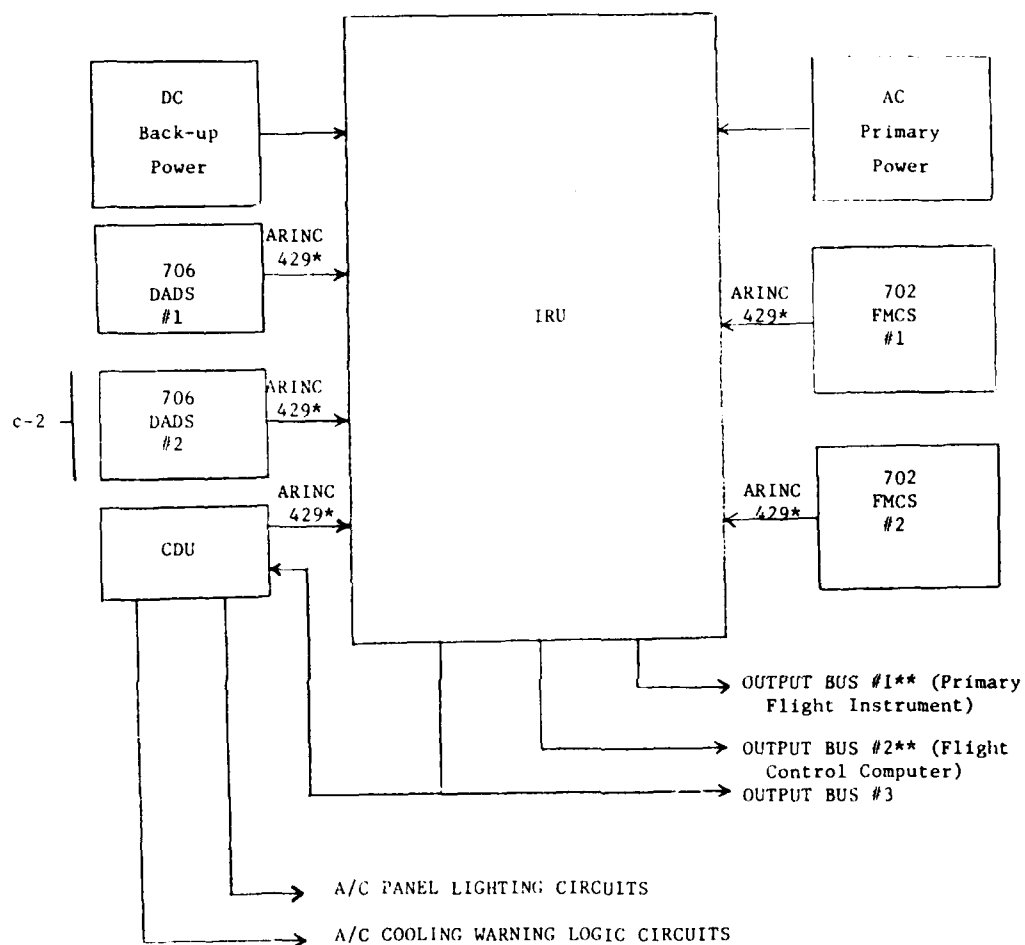 DC
Back-up
Power
AC
Primary
Power
706
DADS
#1
ARINC
429*
IRU
ARINC
429*
702
FMCS
#1
c-2
706
DADS
#2
ARINC
429*
CDU
ARINC
429*
ARINC
429*
702
FMCS
#2
OUTPUT BUS #1** (Primary
Flight Instrument)
OUTPUT BUS #2** (Flight
Control Computer)
OUTPUT BUS #3
A/C PANEL LIGHTING CIRCUITS
A/C COOLING WARNING LOGIC CIRCUITS